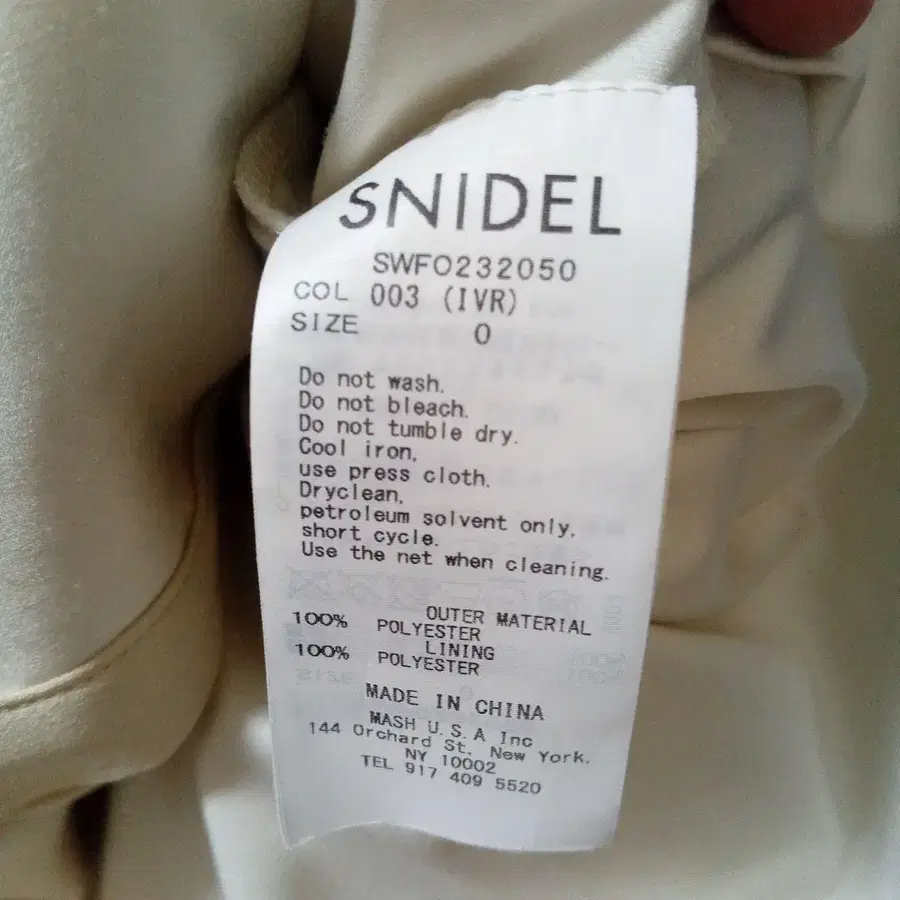 SNIDEL
SWFO232050
COL 003 (IVR)
SIZE 0
Do not wash.
Do not bleach.
Do not tumble dry.
Cool iron,
use press cloth.
Dryclean,
petroleum solvent only,
short cycle.
Use the net when cleaning.
OUTER MATERIAL
100% POLYESTER
LINING
100% POLYESTER
MADE IN CHINA
MASH U.S.A Inc
144 Orchard St. New York,
NY 10002
TEL 917 409 5520